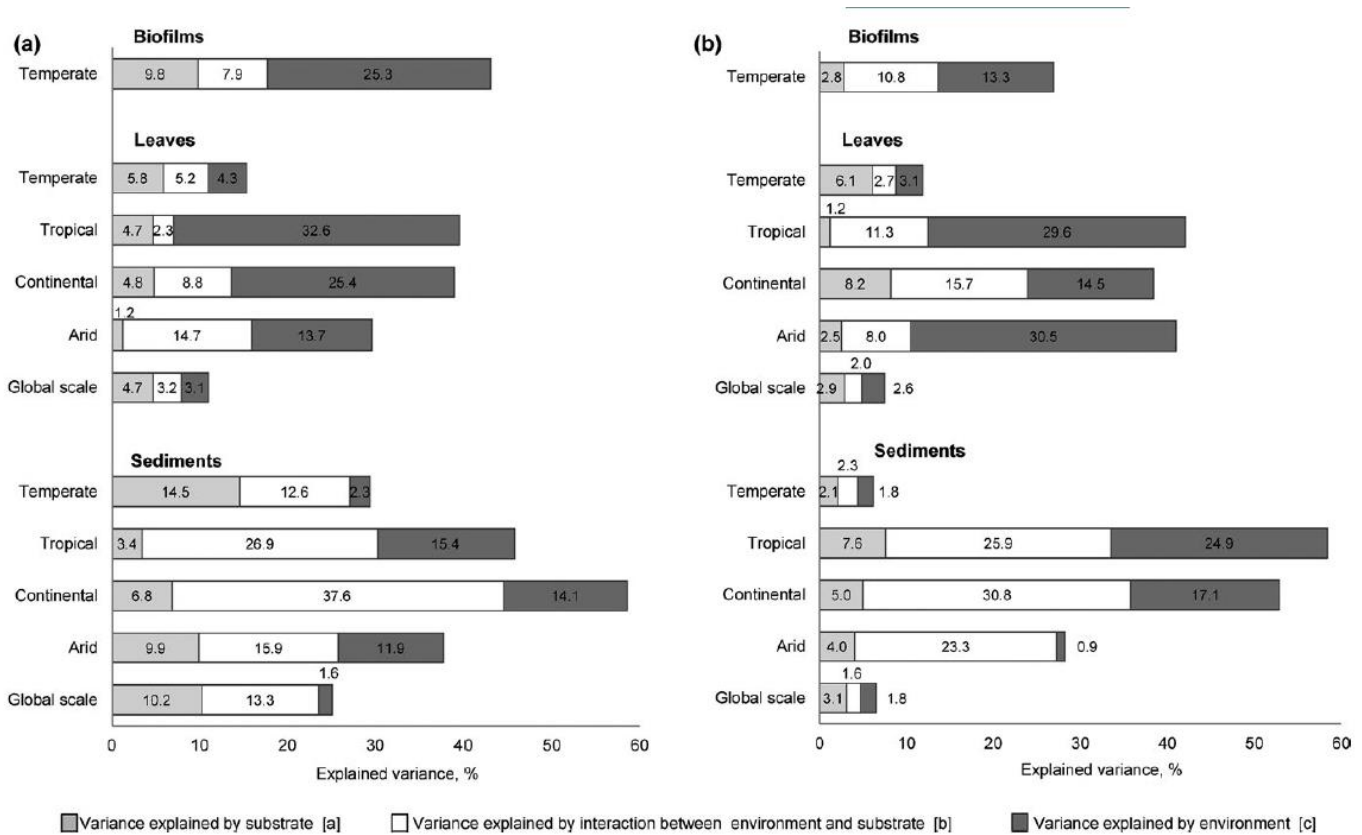 (a)
Biofilms
Temperate 9.8 7.9 25.3
Leaves
Temperate 5.8 5.2 4.3
Tropical 4.7 2.3 32.6
Continental 4.8 8.8 25.4
1.2
Arid 14.7 13.7
Global scale 4.7 3.2 3.1
Sediments
Temperate 14.5 12.6 2.3
Tropical 3.4 26.9 15.4
Continental 6.8 37.6 14.1
Arid 9.9 15.9 11.9
1.6
Global scale 10.2 13.3
0 10 20 30 40 50 60
Explained variance, %
(b)
Biofilms
Temperate 2.8 10.8 13.3
Leaves
Temperate 6.1 2.7 3.1
1.2
Tropical 11.3 29.6
Continental 8.2 15.7 14.5
Arid 2.5 8.0 30.5
2.0
Global scale 2.9 2.6
Sediments
2.3
Temperate 2.1 1.8
Tropical 7.6 25.9 24.9
Continental 5.0 30.8 17.1
Arid 4.0 23.3 0.9
1.6
Global scale 3.1 1.8
0 10 20 30 40 50 60
Explained variance, %
Variance explained by substrate [a] Variance explained by interaction between environment and substrate [b] Variance explained by environment [c]